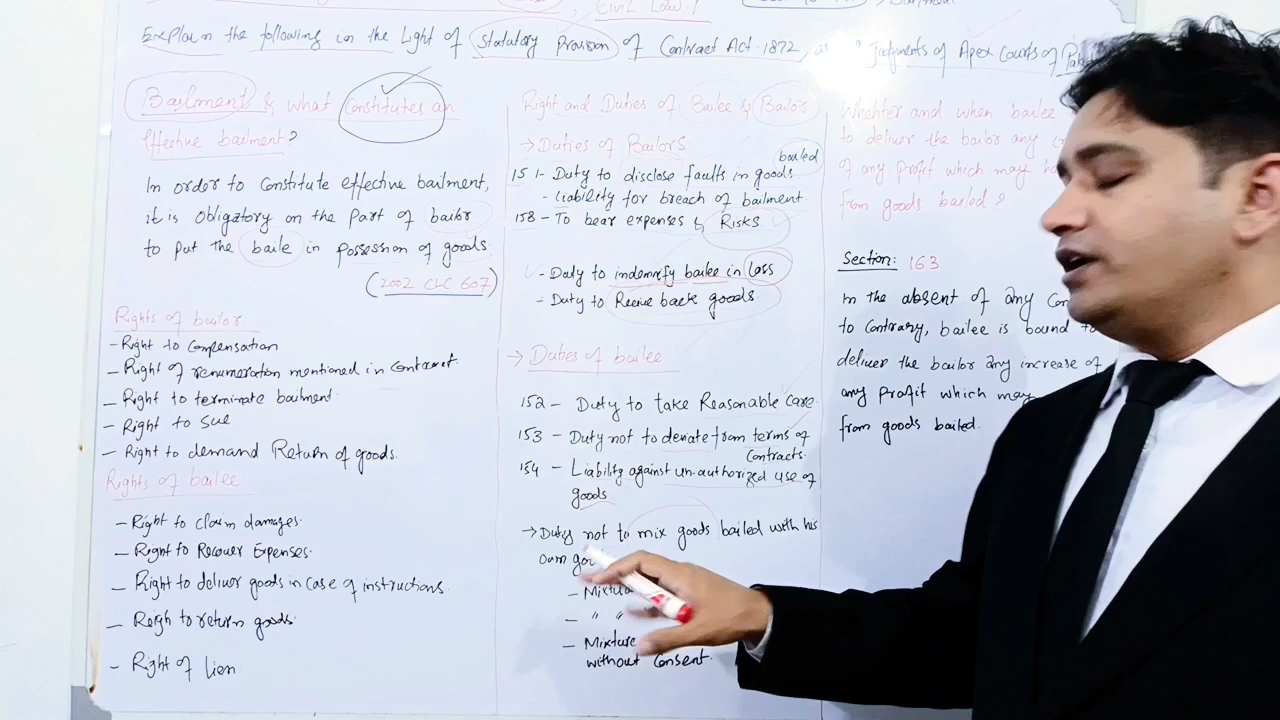 , Civil Law-1
Explain the following in the Light of Statutory Provision of Contract Act-1872, Judgments of Apex Courts of Pak
Bailment & what Constitutes an
effective bailment?
In order to Constitute effective bailment,
it is obligatory on the Part of bailor
to put the bailee in possession of goods
(2002 CLC 607)
Rights of bailor
- Right to Compensation
- Right of renumeration mentioned in Contract
- Right to terminate bailment.
- Right to Sue
- Right to demand Return of goods.
Rights of bailee
- Right to claim damages.
- Right to Recover Expenses.
- Right to deliver goods in case of instructions.
- Reigh to return goods.
- Right of lien
Right and Duties of Bailee & Bailor
→ Duties of Bailors
151- Duty to disclose faults in goods bailed
- Liability for breach of bailment
158 - To bear expenses & Risks
- Duty to indemnify bailee in Loss
- Duty to Receive back goods.
→ Duties of bailee
152 - Duty to take Reasonable Care
153 - Duty not to deviate from terms of
Contracts.
154 - Liability against un-authorized use of
goods
→ Duty not to mix goods bailed with his
own
-
- " "
- Mixture
without Consent.
Whehter and when bailee
to deliver the bailor any
of any profit which may
from goods bailed?
Section: 163
In the absent of any
to Contrary, bailee is bound to
deliver the bailor any increase of
any profit which may
from goods bailed.